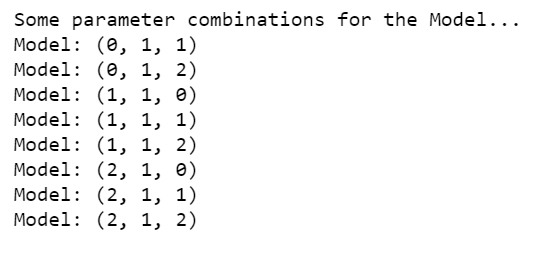 Some parameter combinations for the Model...
Model: (0, 1, 1)
Model: (0, 1, 2)
Model: (1, 1, 0)
Model: (1, 1, 1)
Model: (1, 1, 2)
Model: (2, 1, 0)
Model: (2, 1, 1)
Model: (2, 1, 2)